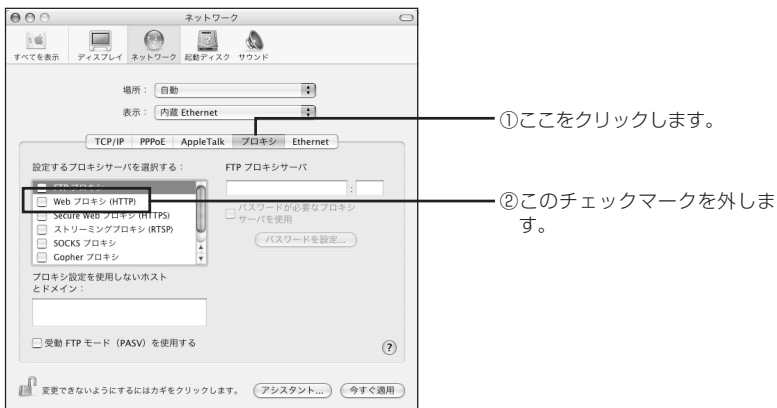 ネットワーク
すべてを表示 ディスプレイ ネットワーク 起動ディスク サウンド
場所： 自動
表示： 内蔵 Ethernet
TCP/IP PPPoE AppleTalk プロキシ Ethernet
①ここをクリックします。
設定するプロキシサーバを選択する：
FTP プロキシサーバ
FTP プロキシ
:
Web プロキシ (HTTP)
②このチェックマークを外しま
す。
Secure Web プロキシ (HTTPS)
パスワードが必要なプロキシ
サーバを使用
ストリーミングプロキシ (RTSP)
SOCKS プロキシ
パスワードを設定...
Gopher プロキシ
プロキシ設定を使用しないホスト
とドメイン：
受動 FTP モード（PASV）を使用する
?
変更できないようにするにはカギをクリックします。 アシスタント... 今すぐ適用